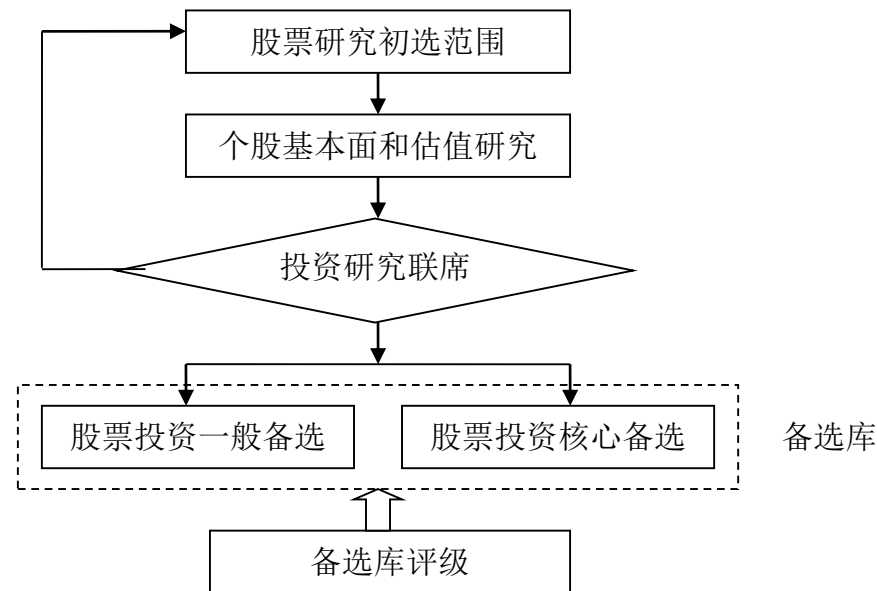 股票研究初选范围
个股基本面和估值研究
投资研究联席
股票投资一般备选
股票投资核心备选
备选库
备选库评级